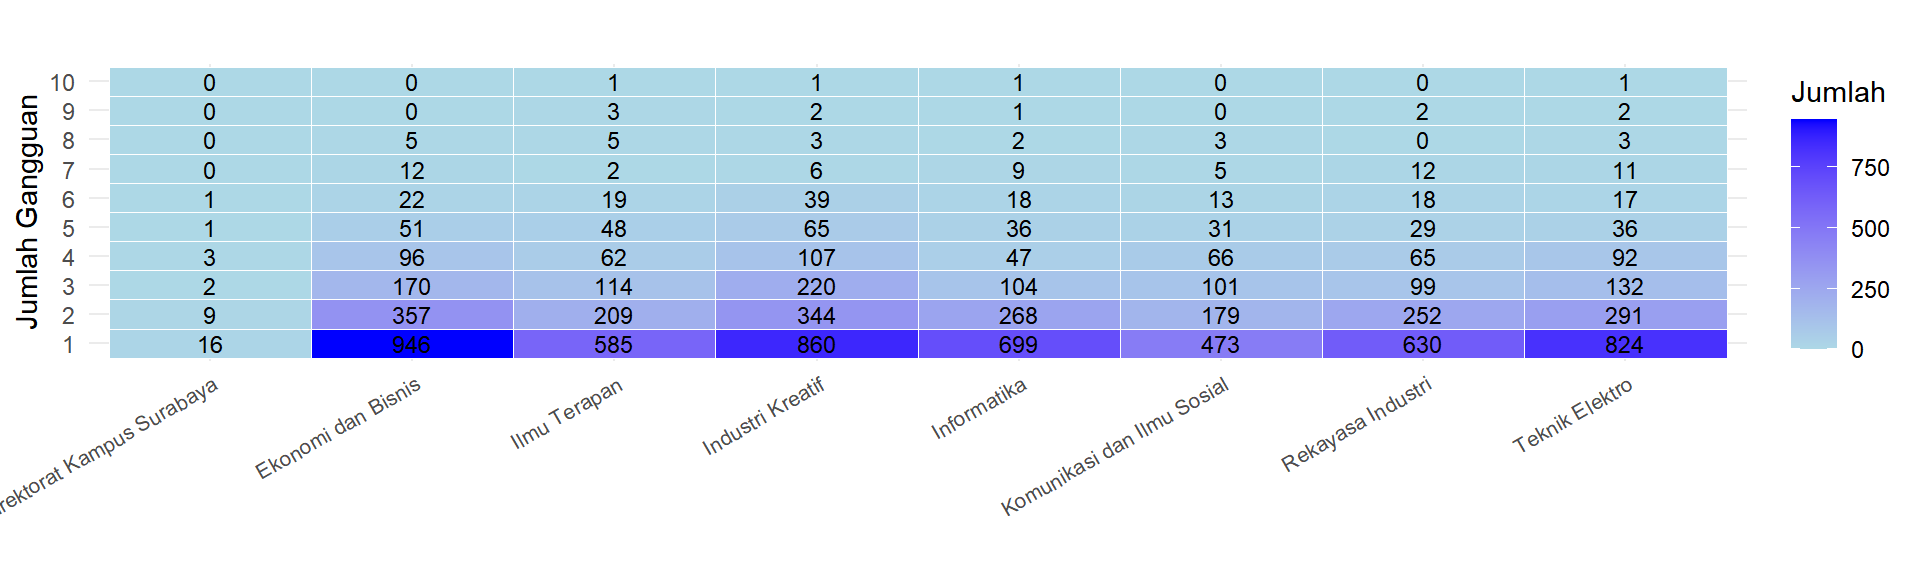 Jumlah Gangguan
10 0 0 1 1 1 0 0 1
9 0 0 3 2 1 0 2 2
8 0 5 5 3 2 3 0 3
7 0 12 2 6 9 5 12 11
6 1 22 19 39 18 13 18 17
5 1 51 48 65 36 31 29 36
4 3 96 62 107 47 66 65 92
3 2 170 114 220 104 101 99 132
2 9 357 209 344 268 179 252 291
1 16 946 585 860 699 473 630 824
Kampus Surabaya
Ekonomi dan Bisnis
Ilmu Terapan
Industri Kreatif
Informatika
Komunikasi dan Ilmu Sosial
Rekayasa Industri
Teknik Elektro
Jumlah
750
500
250
0